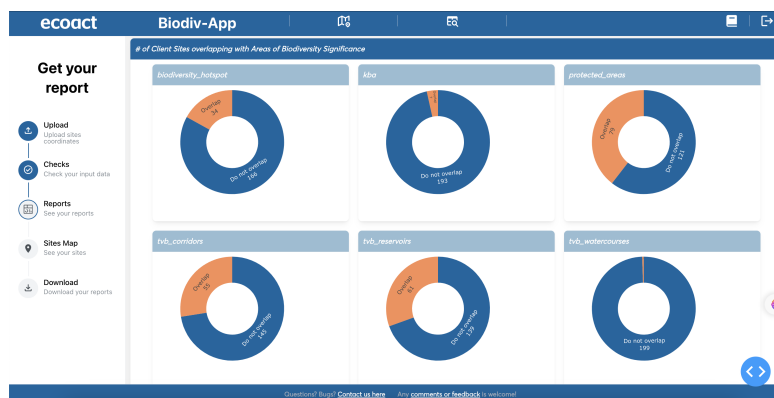 ecoact
Biodiv-App
Get your
report
Upload
Upload sites
coordinates
Checks
Check your input data
Reports
See your reports
Sites Map
See your sites
Download
Download your reports
# of Client Sites overlapping with Areas of Biodiversity Significance
biodiversity_hotspot
Overlap
34
Do not overlap
166
kba
Do not overlap
193
protected_areas
Overlap
79
Do not overlap
121
tvb_corridors
Overlap
55
Do not overlap
145
tvb_reservoirs
Overlap
61
Do not overlap
139
tvb_watercourses
Do not overlap
199
Questions? Bugs? Contact us here Any comments or feedback is welcome!